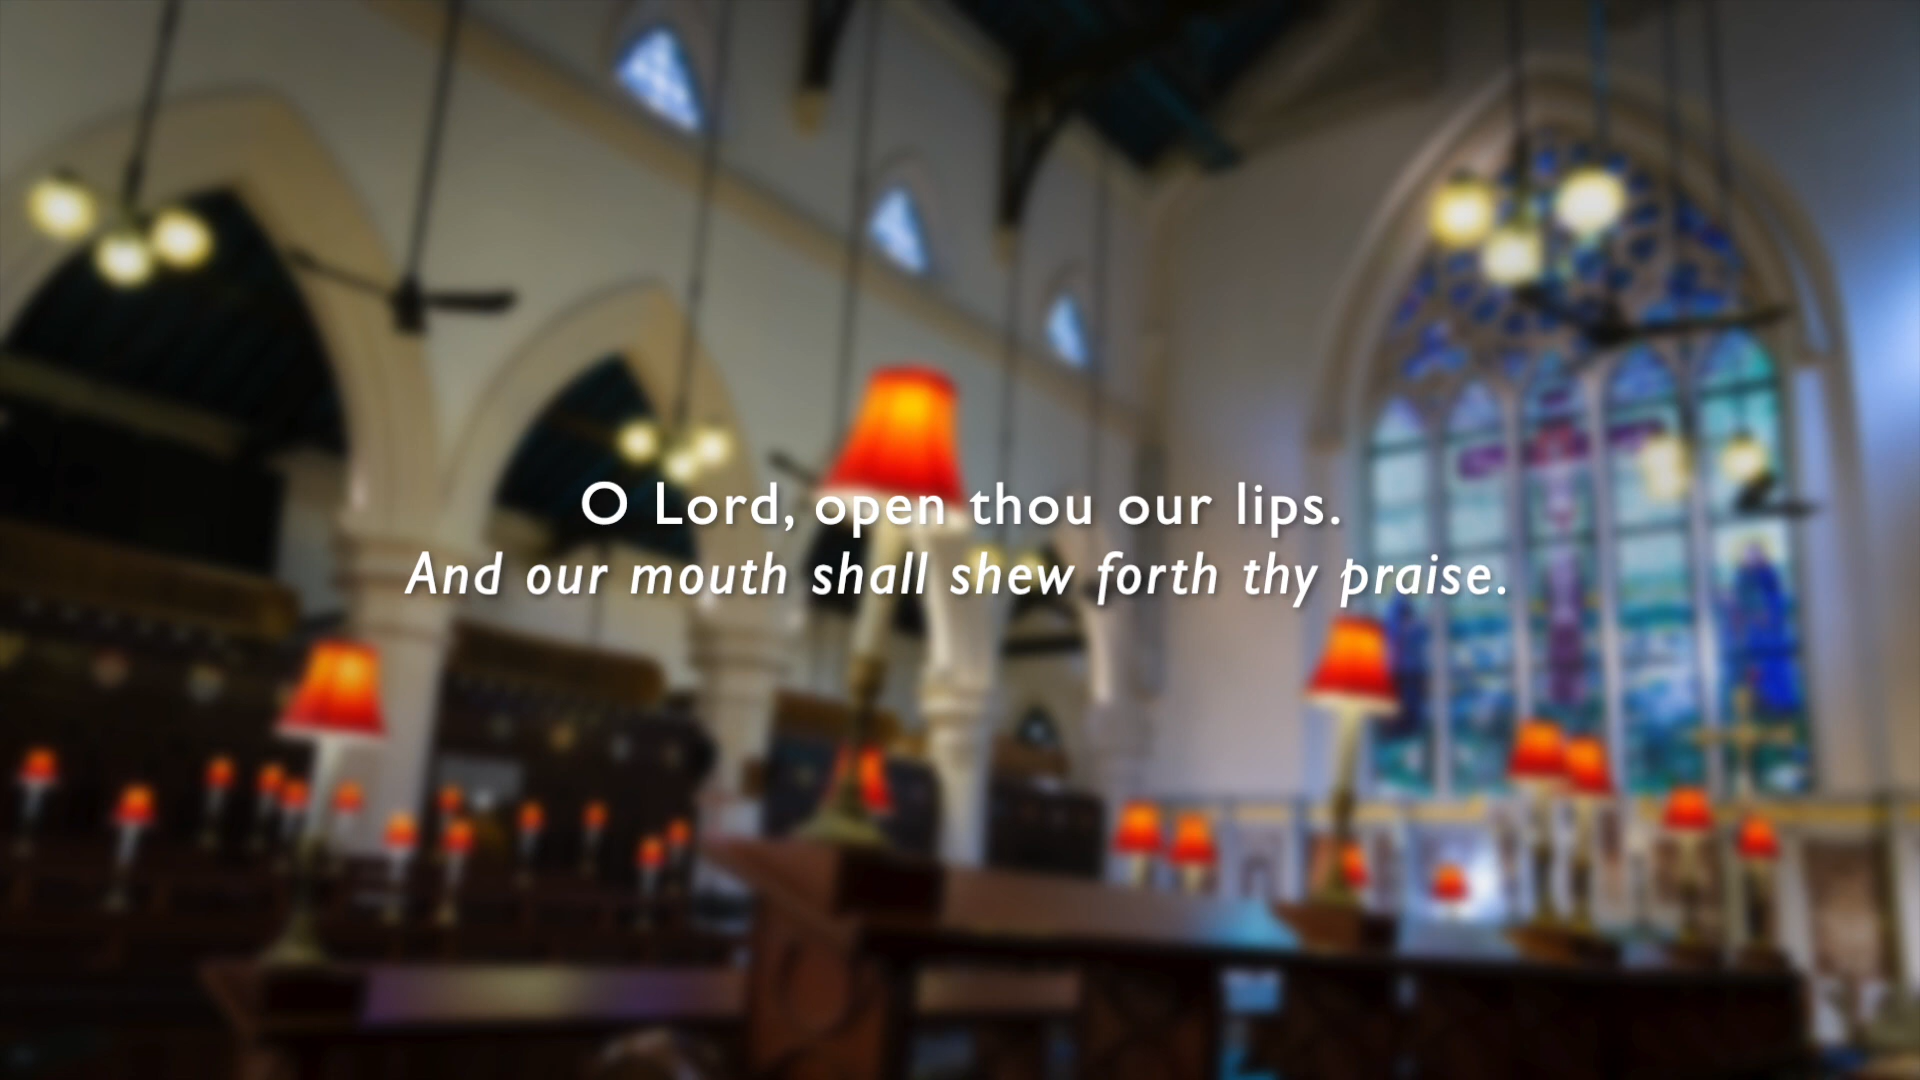 O Lord, open thou our lips.
And our mouth shall shew forth thy praise.